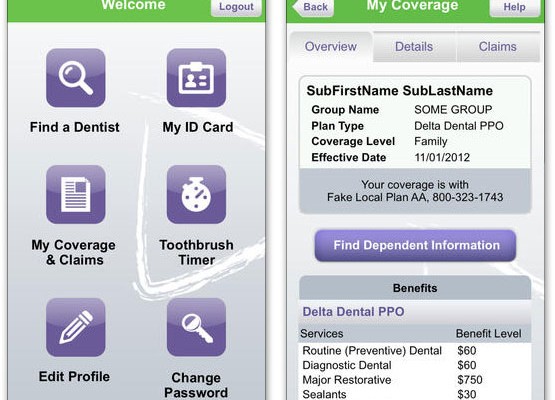 Welcome
Logout
Find a Dentist
My ID Card
My Coverage
& Claims
Toothbrush
Timer
Edit Profile
Change
Password
Back
My Coverage
Help
Overview
Details
Claims
SubFirstName SubLastName
Group Name SOME GROUP
Plan Type Delta Dental PPO
Coverage Level Family
Effective Date 11/01/2012
Your coverage is with
Fake Local Plan AA, 800-323-1743
Find Dependent Information
Benefits
Delta Dental PPO
Services Benefit Level
Routine (Preventive) Dental $60
Diagnostic Dental $60
Major Restorative $750
Sealants $30